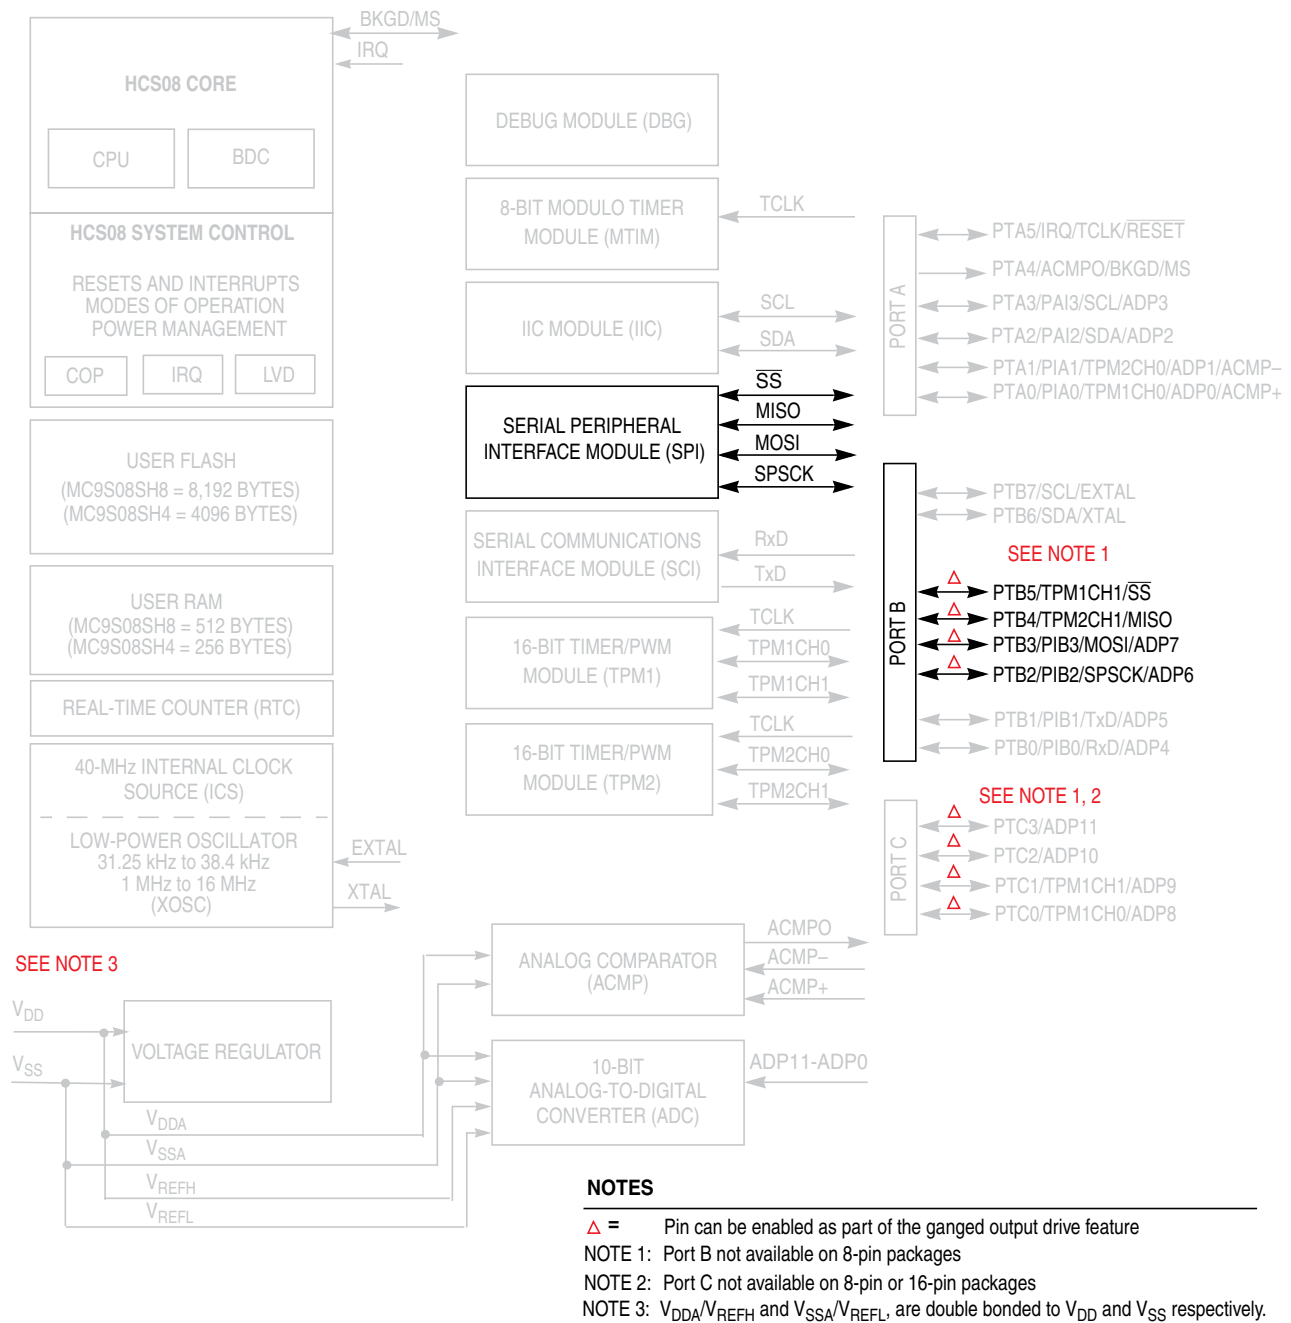 BKGD/MS
IRQ
HCS08 CORE
CPU
BDC
HCS08 SYSTEM CONTROL
RESETS AND INTERRUPTS
MODES OF OPERATION
POWER MANAGEMENT
COP
IRQ
LVD
USER FLASH
(MC9S08SH8 = 8,192 BYTES)
(MC9S08SH4 = 4096 BYTES)
USER RAM
(MC9S08SH8 = 512 BYTES)
(MC9S08SH4 = 256 BYTES)
REAL-TIME COUNTER (RTC)
40-MHz INTERNAL CLOCK
SOURCE (ICS)
LOW-POWER OSCILLATOR
31.25 kHz to 38.4 kHz
1 MHz to 16 MHz
(XOSC)
EXTAL
XTAL
SEE NOTE 3
VDD
VSS
VOLTAGE REGULATOR
VDDA
VSSA
VREFH
VREFL
DEBUG MODULE (DBG)
8-BIT MODULO TIMER
MODULE (MTIM)
TCLK
IIC MODULE (IIC)
SCL
SDA
SERIAL PERIPHERAL
INTERFACE MODULE (SPI)
SS
MISO
MOSI
SPSCK
SERIAL COMMUNICATIONS
INTERFACE MODULE (SCI)
RxD
TxD
16-BIT TIMER/PWM
MODULE (TPM1)
TCLK
TPM1CH0
TPM1CH1
16-BIT TIMER/PWM
MODULE (TPM2)
TCLK
TPM2CH0
TPM2CH1
ANALOG COMPARATOR
(ACMP)
ACMPO
ACMP–
ACMP+
10-BIT
ANALOG-TO-DIGITAL
CONVERTER (ADC)
ADP11-ADP0
PORT A
PTA5/IRQ/TCLK/RESET
PTA4/ACMPO/BKGD/MS
PTA3/PAI3/SCL/ADP3
PTA2/PAI2/SDA/ADP2
PTA1/PIA1/TPM2CH0/ADP1/ACMP–
PTA0/PIA0/TPM1CH0/ADP0/ACMP+
PORT B
PTB7/SCL/EXTAL
PTB6/SDA/XTAL
SEE NOTE 1
PTB5/TPM1CH1/SS
PTB4/TPM2CH1/MISO
PTB3/PIB3/MOSI/ADP7
PTB2/PIB2/SPSCK/ADP6
PTB1/PIB1/TxD/ADP5
PTB0/PIB0/RxD/ADP4
SEE NOTE 1, 2
PORT C
PTC3/ADP11
PTC2/ADP10
PTC1/TPM1CH1/ADP9
PTC0/TPM1CH0/ADP8
NOTES
Δ = Pin can be enabled as part of the ganged output drive feature
NOTE 1: Port B not available on 8-pin packages
NOTE 2: Port C not available on 8-pin or 16-pin packages
NOTE 3: VDDA/VREFH and VSSA/VREFL, are double bonded to VDD and VSS respectively.